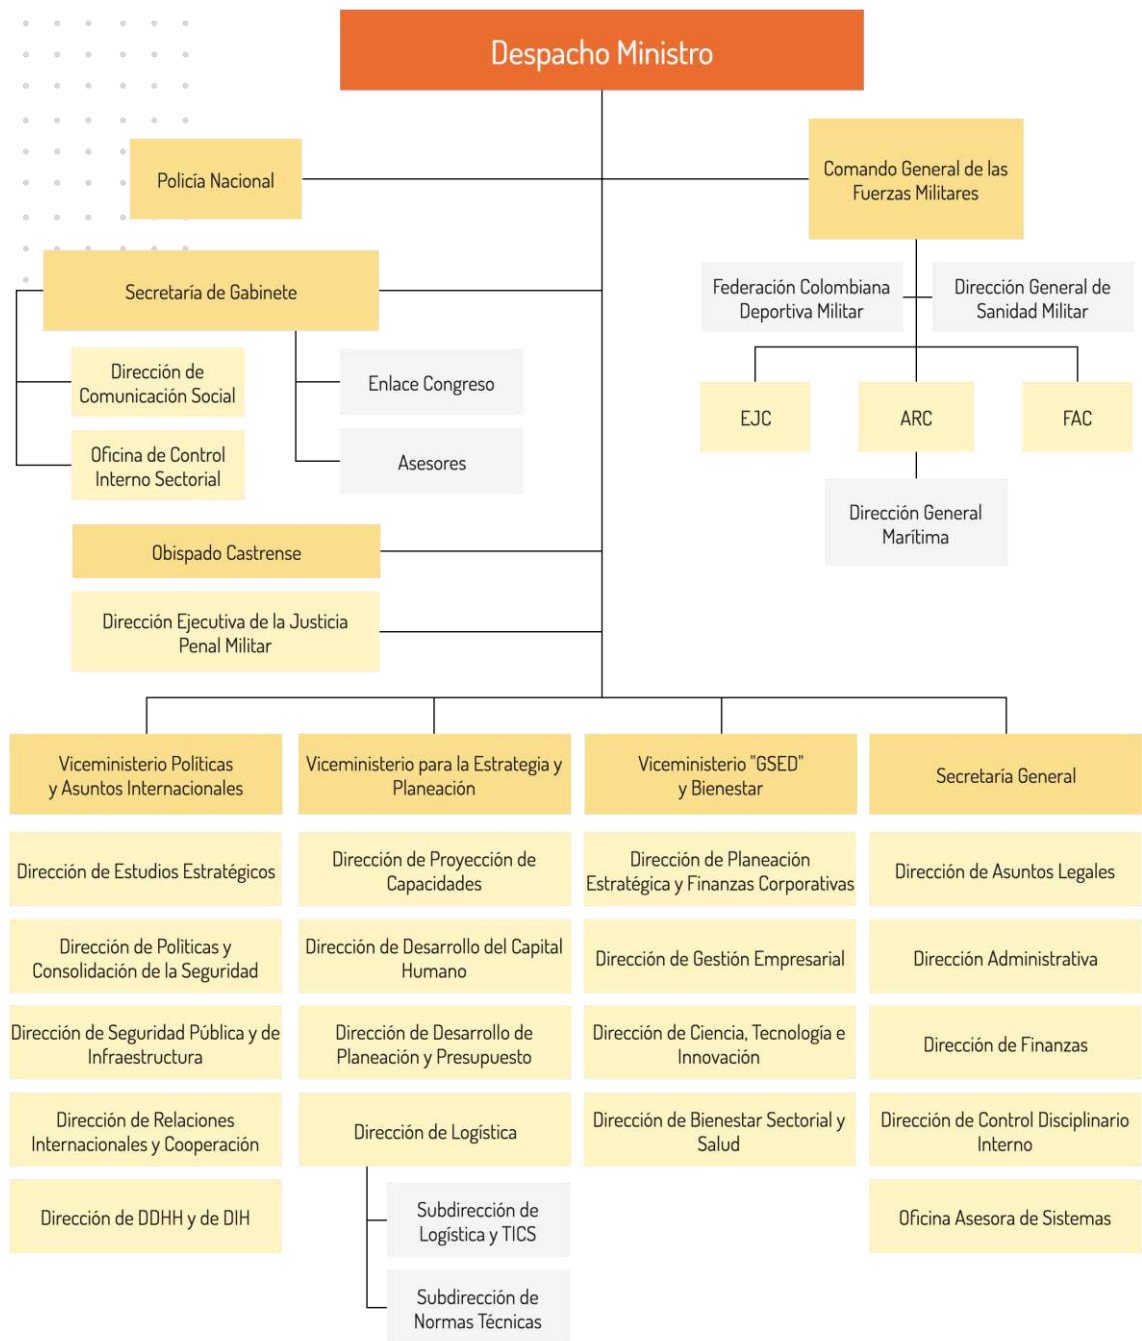 Despacho Ministro
Policía Nacional
Comando General de las
Fuerzas Militares
Secretaría de Gabinete
Federación Colombiana
Deportiva Militar
Dirección General de
Sanidad Militar
Dirección de
Comunicación Social
Enlace Congreso
EJC
ARC
FAC
Oficina de Control
Interno Sectorial
Asesores
Dirección General
Marítima
Obispado Castrense
Dirección Ejecutiva de la Justicia
Penal Militar
Viceministerio Políticas
y Asuntos Internacionales
Dirección de Estudios Estratégicos
Dirección de Políticas y
Consolidación de la Seguridad
Dirección de Seguridad Pública y de
Infraestructura
Dirección de Relaciones
Internacionales y Cooperación
Dirección de DDHH y de DIH
Viceministerio para la Estrategia y
Planeación
Dirección de Proyección de
Capacidades
Dirección de Desarrollo del Capital
Humano
Dirección de Desarrollo de
Planeación y Presupuesto
Dirección de Logística
Subdirección de
Logística y TICS
Subdirección de
Normas Técnicas
Viceministerio "GSED"
y Bienestar
Dirección de Planeación
Estratégica y Finanzas Corporativas
Dirección de Gestión Empresarial
Dirección de Ciencia, Tecnología e
Innovación
Dirección de Bienestar Sectorial y
Salud
Secretaría General
Dirección de Asuntos Legales
Dirección Administrativa
Dirección de Finanzas
Dirección de Control Disciplinario
Interno
Oficina Asesora de Sistemas